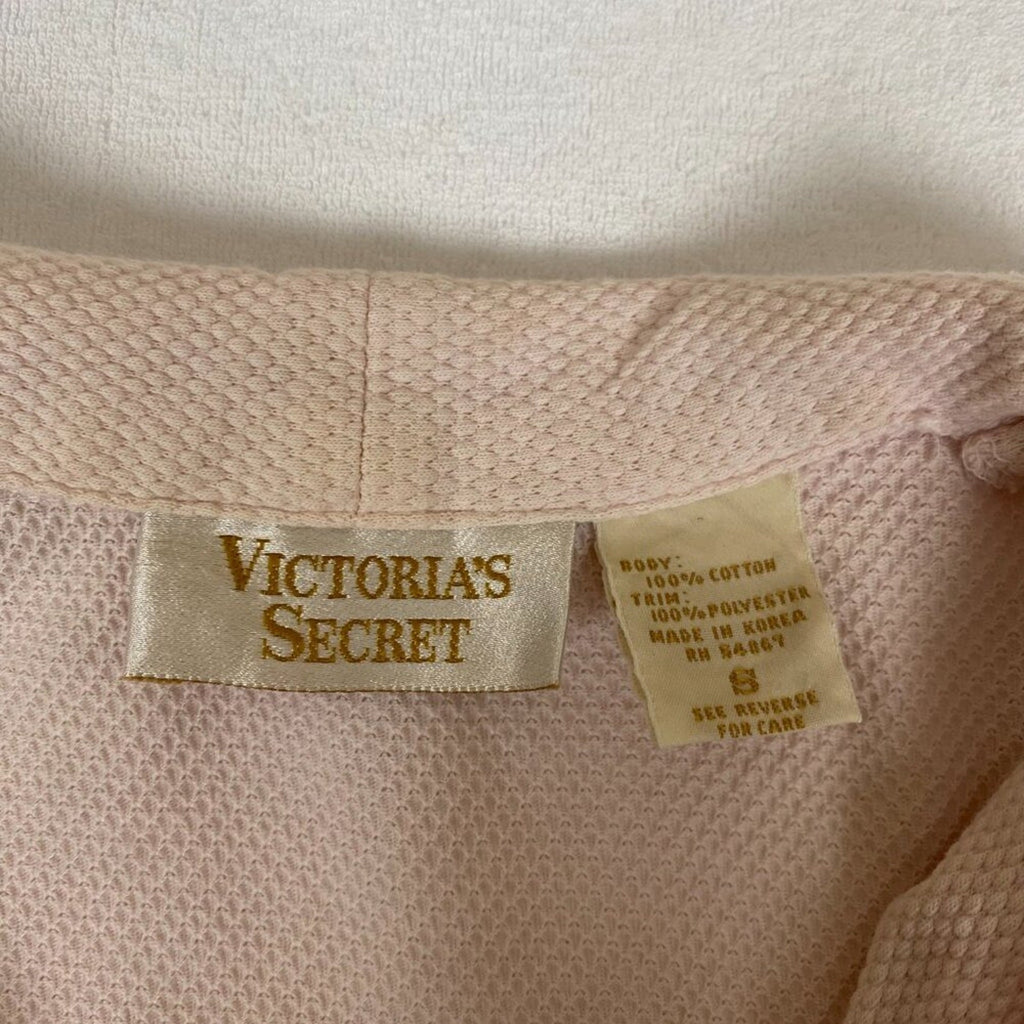 VICTORIA'S
SECRET
BODY:
100% COTTON
TRIM:
100% POLYESTER
MADE IN KOREA
RN 54867
S
SEE REVERSE
FOR CARE